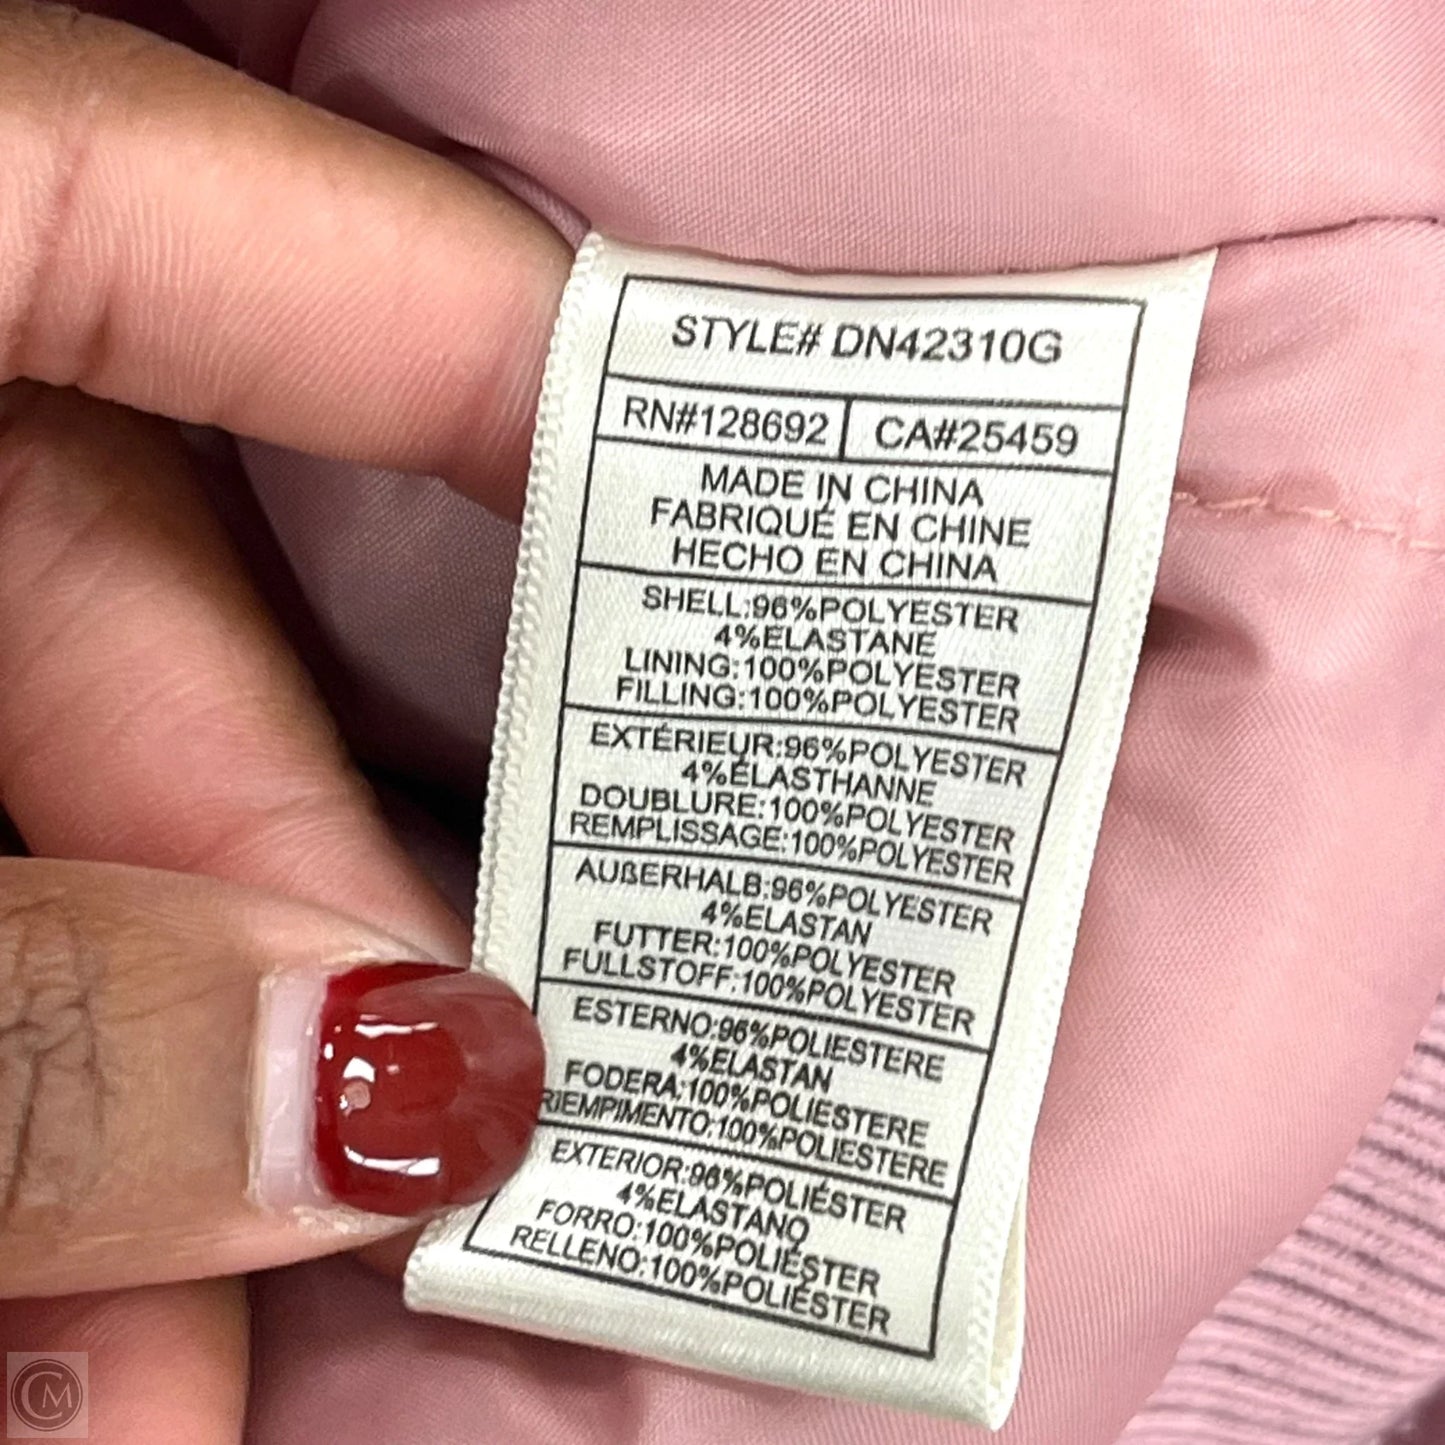 STYLE# DN42310G
RN#128692 CA#25459
MADE IN CHINA
FABRIQUÉ EN CHINE
HECHO EN CHINA
SHELL:96%POLYESTER
4%ELASTANE
LINING:100%POLYESTER
FILLING:100%POLYESTER
EXTÉRIEUR:96%POLYESTER
4%ÉLASTHANNE
DOUBLURE:100%POLYESTER
REMPLISSAGE:100%POLYESTER
AUßERHALB:96%POLYESTER
4%ELASTAN
FUTTER:100%POLYESTER
FULLSTOFF:100%POLYESTER
ESTERNO:96%POLIESTERE
4%ELASTAN
FODERA:100%POLIESTERE
RIEMPIMENTO:100%POLIESTERE
EXTERIOR:96%POLIÉSTER
4%ELASTANO
FORRO:100%POLIÉSTER
RELLENO:100%POLIÉSTER
CM